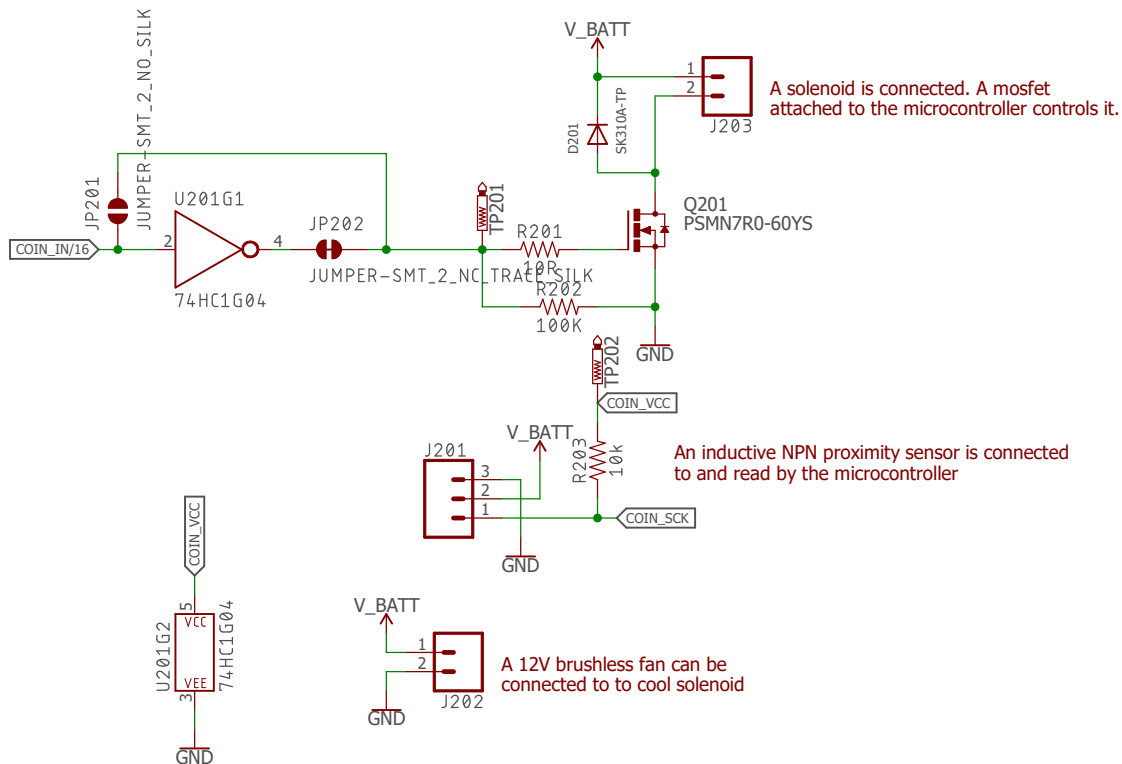 V_BATT
1
2
J203
A solenoid is connected. A mosfet
attached to the microcontroller controls it.
D201
SK310A-TP
JP201
JUMPER-SMT_2_NO_SILK
U201G1
COIN_IN/16
2
4
74HC1G04
JP202
JUMPER-SMT_2_NC_TRACE_SILK
TP201
R201
10R
R202
100K
Q201
PSMN7R0-60YS
GND
TP202
COIN_VCC
R203
10k
V_BATT
J201
3
2
1
COIN_SCK
GND
An inductive NPN proximity sensor is connected
to and read by the microcontroller
COIN_VCC
5
VCC
U201G2
74HC1G04
VEE
3
GND
V_BATT
1
2
J202
GND
A 12V brushless fan can be
connected to to cool solenoid